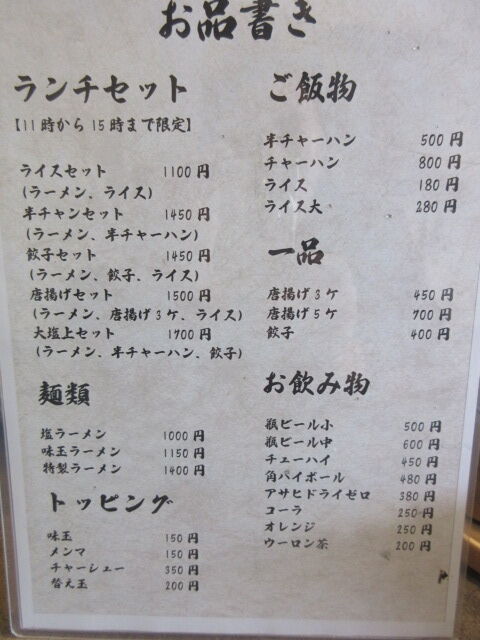 お品書き
ランチセット
【11時から15時まで限定】
ライスセット 1100円
(ラーメン、ライス)
半チャンセット 1450円
(ラーメン、半チャーハン)
餃子セット 1450円
(ラーメン、餃子、ライス)
唐揚げセット 1500円
(ラーメン、唐揚げ3ケ、ライス)
大塩上セット 1700円
(ラーメン、半チャーハン、餃子)
麺類
塩ラーメン 1000円
味玉ラーメン 1150円
特製ラーメン 1400円
トッピング
味玉 150円
メンマ 150円
チャーシュー 350円
替え玉 200円
ご飯物
半チャーハン 500円
チャーハン 800円
ライス 180円
ライス大 280円
一品
唐揚げ3ケ 450円
唐揚げ5ケ 700円
餃子 400円
お飲み物
瓶ビール小 500円
瓶ビール中 600円
チューハイ 450円
角ハイボール 480円
アサヒドライゼロ 380円
コーラ 250円
オレンジ 250円
ウーロン茶 200円